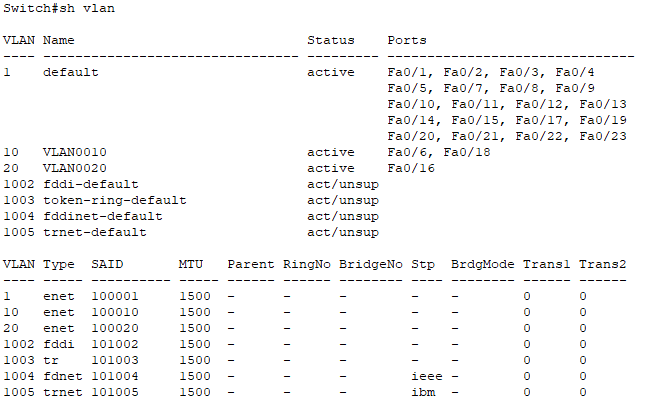 Switch#sh vlan
VLAN Name                             Status    Ports
---- -------------------------------- --------- -------------------------------
1    default                          active    Fa0/1, Fa0/2, Fa0/3, Fa0/4
                                                Fa0/5, Fa0/7, Fa0/8, Fa0/9
                                                Fa0/10, Fa0/11, Fa0/12, Fa0/13
                                                Fa0/14, Fa0/15, Fa0/17, Fa0/19
                                                Fa0/20, Fa0/21, Fa0/22, Fa0/23
10   VLAN0010                         active    Fa0/6, Fa0/18
20   VLAN0020                         active    Fa0/16
1002 fddi-default                     act/unsup
1003 token-ring-default               act/unsup
1004 fddinet-default                  act/unsup
1005 trnet-default                    act/unsup
VLAN Type  SAID       MTU   Parent RingNo BridgeNo Stp  BrdgMode Trans1 Trans2
---- ----- ---------- ----- ------ ------ -------- ---- -------- ------ ------
1    enet  100001     1500  -      -      -        -    -        0      0
10   enet  100010     1500  -      -      -        -    -        0      0
20   enet  100020     1500  -      -      -        -    -        0      0
1002 fddi  101002     1500  -      -      -        -    -        0      0
1003 tr    101003     1500  -      -      -        -    -        0      0
1004 fdnet 101004     1500  -      -      -        ieee -        0      0
1005 trnet 101005     1500  -      -      -        ibm  -        0      0